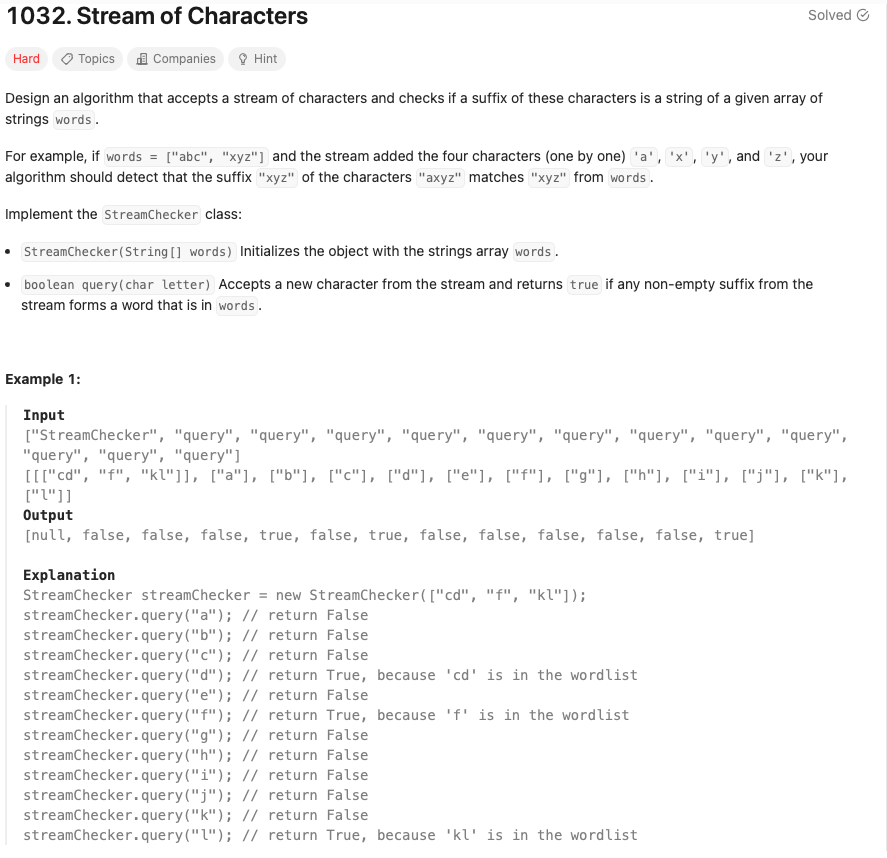 1032. Stream of Characters
Solved
Hard
Topics
Companies
Hint
Design an algorithm that accepts a stream of characters and checks if a suffix of these characters is a string of a given array of
strings words.
For example, if words = ["abc", "xyz"] and the stream added the four characters (one by one) 'a', 'x', 'y', and 'z', your
algorithm should detect that the suffix "xyz" of the characters "axyz" matches "xyz" from words.
Implement the StreamChecker class:
• StreamChecker(String[] words) Initializes the object with the strings array words.
• boolean query(char letter) Accepts a new character from the stream and returns true if any non-empty suffix from the
stream forms a word that is in words.
Example 1:
Input
["StreamChecker", "query", "query", "query", "query", "query", "query", "query", "query", "query",
"query", "query", "query"]
[[["cd", "f", "kl"]], ["a"], ["b"], ["c"], ["d"], ["e"], ["f"], ["g"], ["h"], ["i"], ["j"], ["k"],
["l"]]
Output
[null, false, false, false, true, false, true, false, false, false, false, false, true]
Explanation
StreamChecker streamChecker = new StreamChecker(["cd", "f", "kl"]);
streamChecker.query("a"); // return False
streamChecker.query("b"); // return False
streamChecker.query("c"); // return False
streamChecker.query("d"); // return True, because 'cd' is in the wordlist
streamChecker.query("e"); // return False
streamChecker.query("f"); // return True, because 'f' is in the wordlist
streamChecker.query("g"); // return False
streamChecker.query("h"); // return False
streamChecker.query("i"); // return False
streamChecker.query("j"); // return False
streamChecker.query("k"); // return False
streamChecker.query("l"); // return True, because 'kl' is in the wordlist